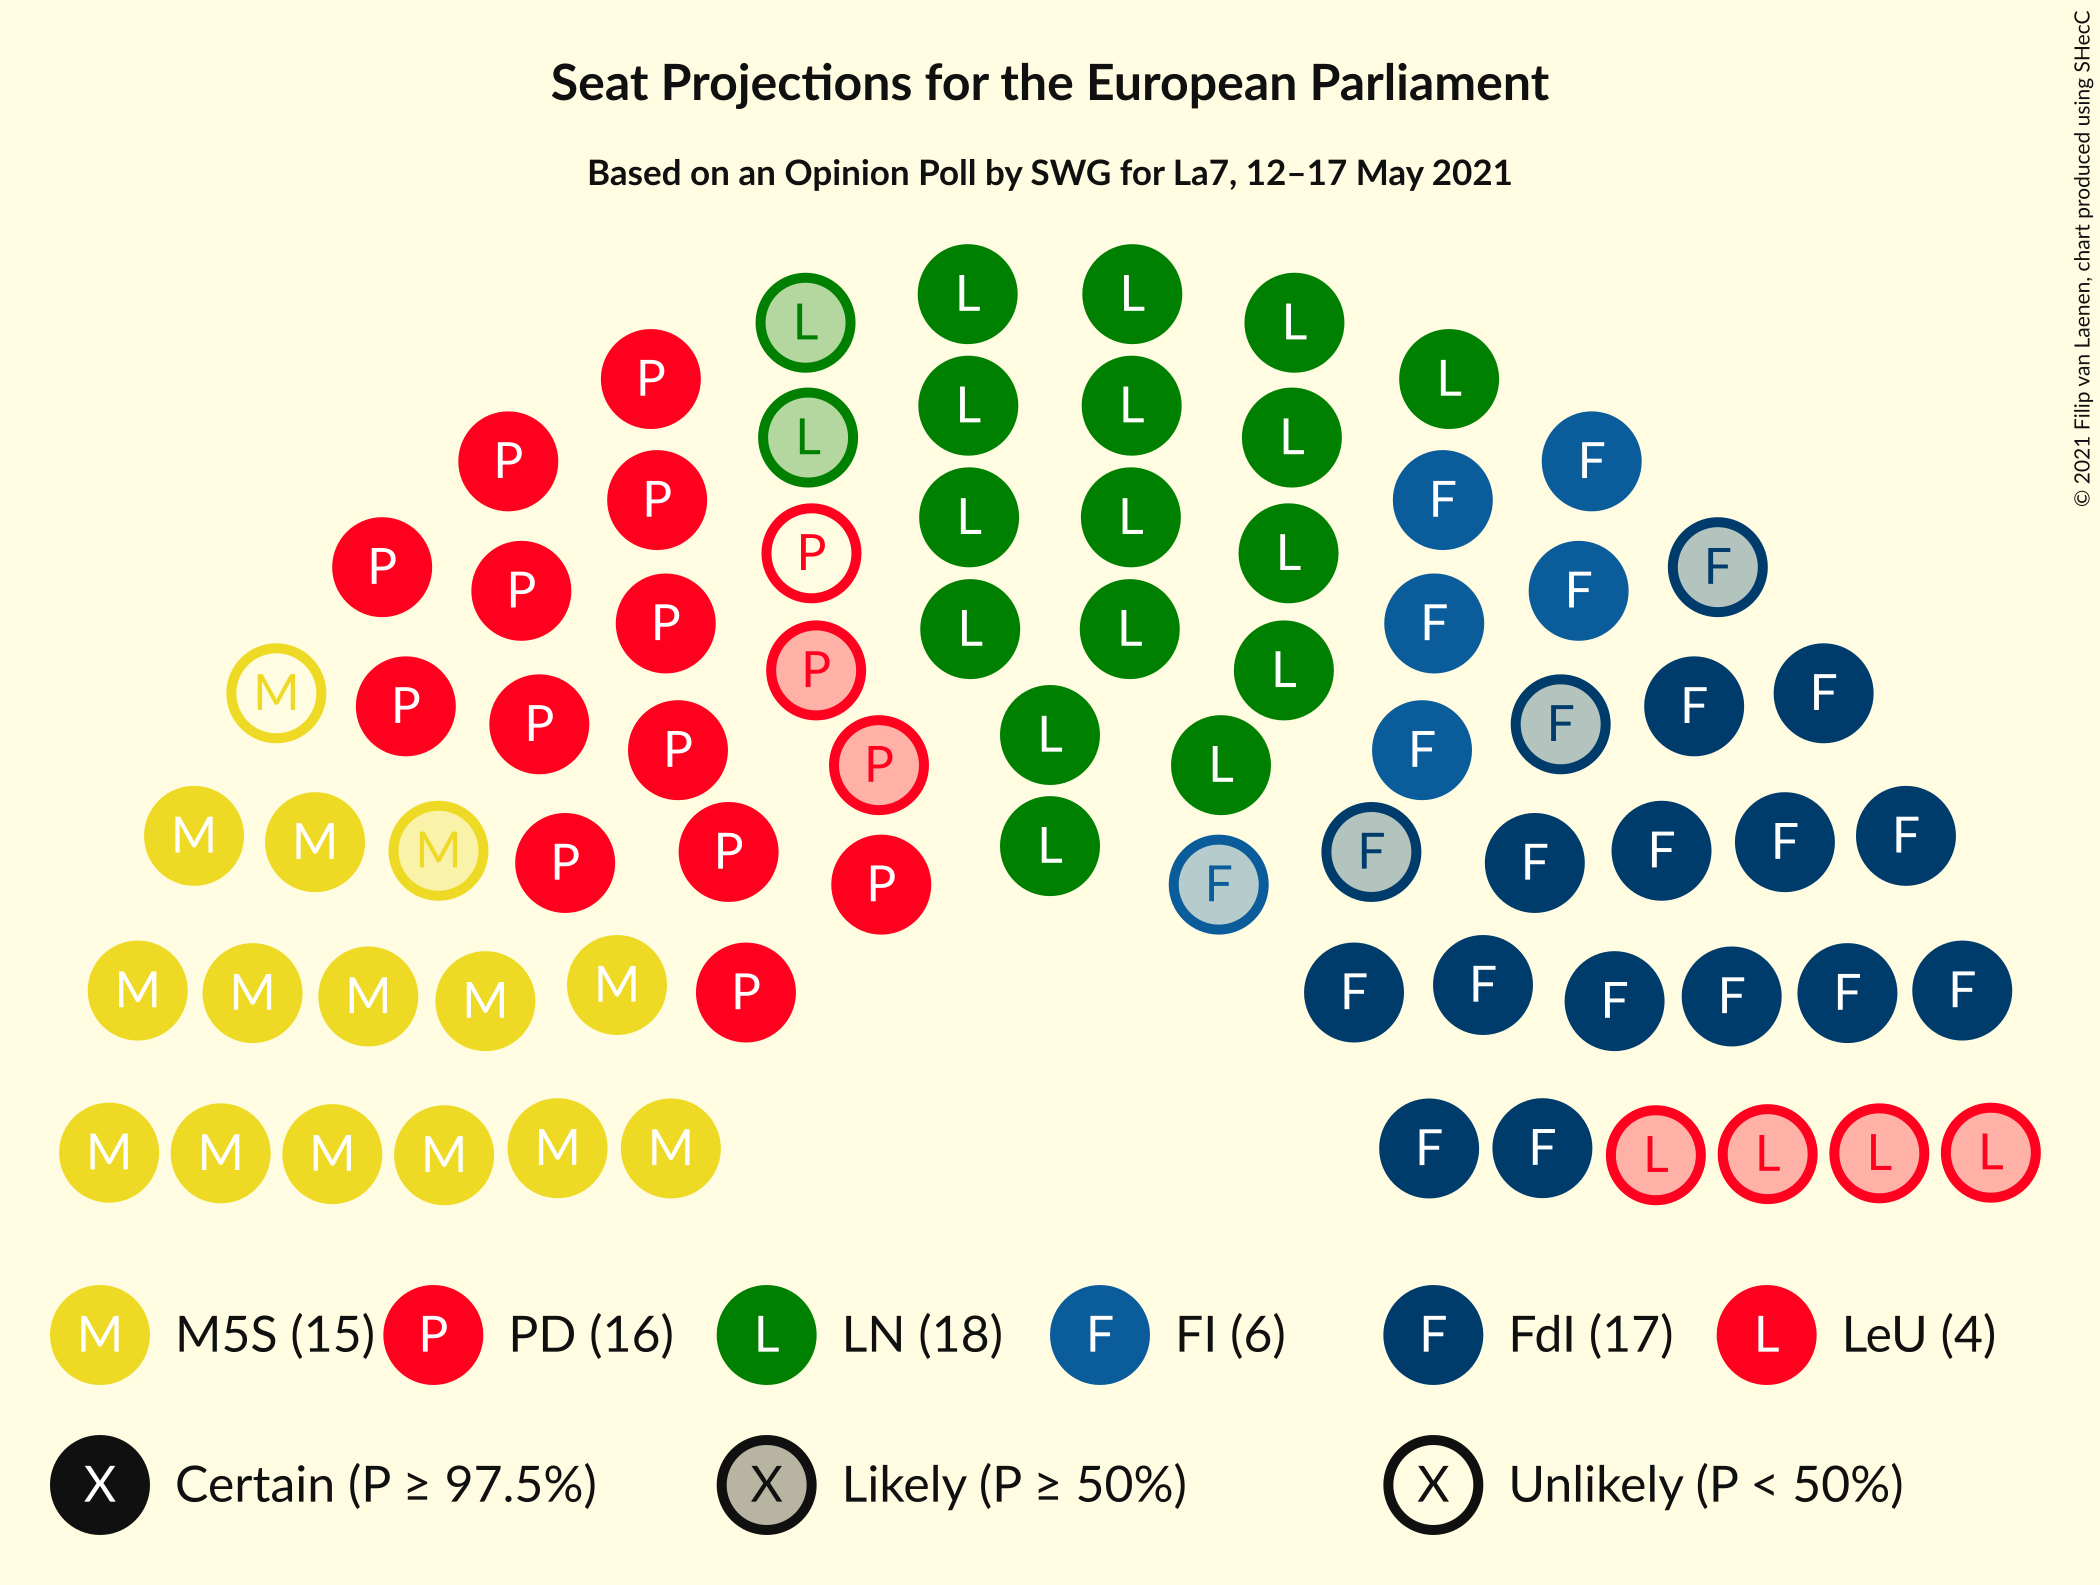 Seat Projections for the European Parliament
Based on an Opinion Poll by SWG for La7, 12–17 May 2021
© 2021 Filip van Laenen, chart produced using SHecC
L L
L L
P L
L L
L L
P F
P L L F
L L
P P L F
P F F
P F
L L
P L F
M P F F
P F F
L
P F
P L
M F
M F
M P F
M P F
L
P F
P F
M M
F F
M F
M P F F
M F
M M F F
M M F F L L
M M L L
M M
M M5S (15) P PD (16) L LN (18) F FI (6) F FdI (17) L LeU (4)
X Certain (P ≥ 97.5%) X Likely (P ≥ 50%) X Unlikely (P < 50%)